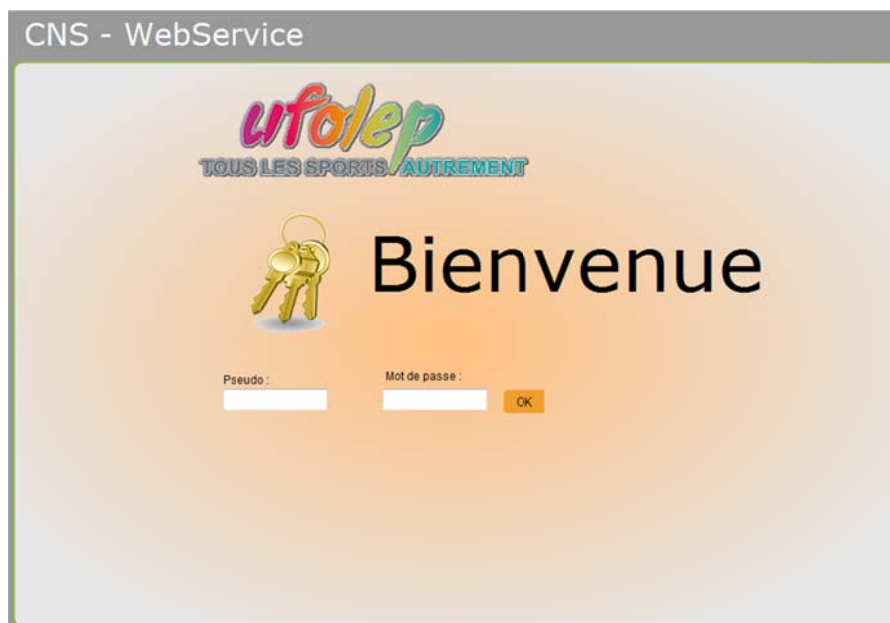 CNS - WebService
ufolep
TOUS LES SPORTS AUTREMENT
Bienvenue
Pseudo : Mot de passe :
OK